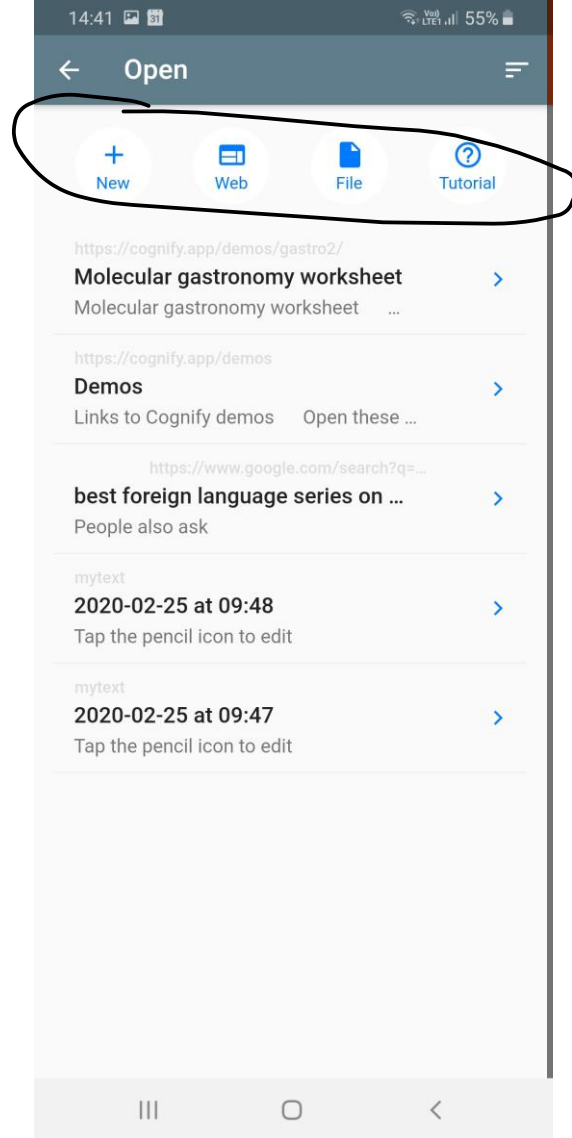 14:41 31 Vo) LTE1 55%
Open
New Web File Tutorial
https://cognify.app/demos/gastro2/
Molecular gastronomy worksheet
Molecular gastronomy worksheet ...
https://cognify.app/demos
Demos
Links to Cognify demos Open these ...
https://www.google.com/search?q=...
best foreign language series on ...
People also ask
mytext
2020-02-25 at 09:48
Tap the pencil icon to edit
mytext
2020-02-25 at 09:47
Tap the pencil icon to edit